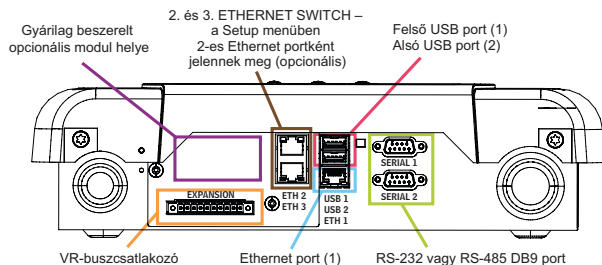 Gyárilag beszerelt
opcionális modul helye
2. és 3. ETHERNET SWITCH –
a Setup menüben
2-es Ethernet portként
jelennek meg (opcionális)
Felső USB port (1)
Alsó USB port (2)
SERIAL 1
EXPANSION
ETH 2
ETH 3
USB 1
USB 2
ETH 1
SERIAL 2
VR-buszcsatlakozó
Ethernet port (1)
RS-232 vagy RS-485 DB9 port